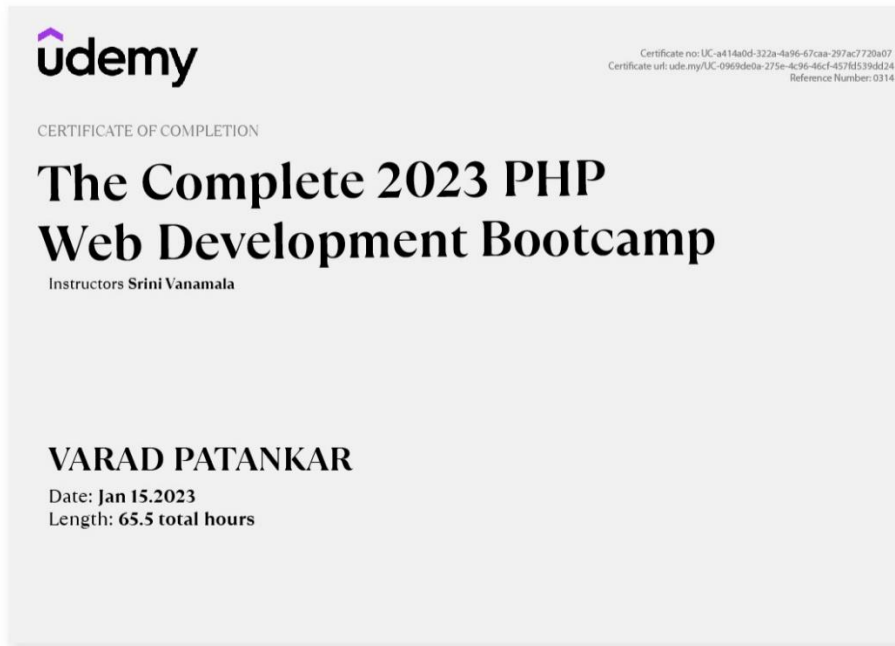 ûdemy
Certificate no: UC-a414a0d-322a-4a96-67caa-297ac7720a07
Certificate url: ude.my/UC-0969de0a-275e-4c96-46cf-457fd539dd24
Reference Number: 0314
CERTIFICATE OF COMPLETION
The Complete 2023 PHP
Web Development Bootcamp
Instructors Srini Vanamala
VARAD PATANKAR
Date: Jan 15.2023
Length: 65.5 total hours